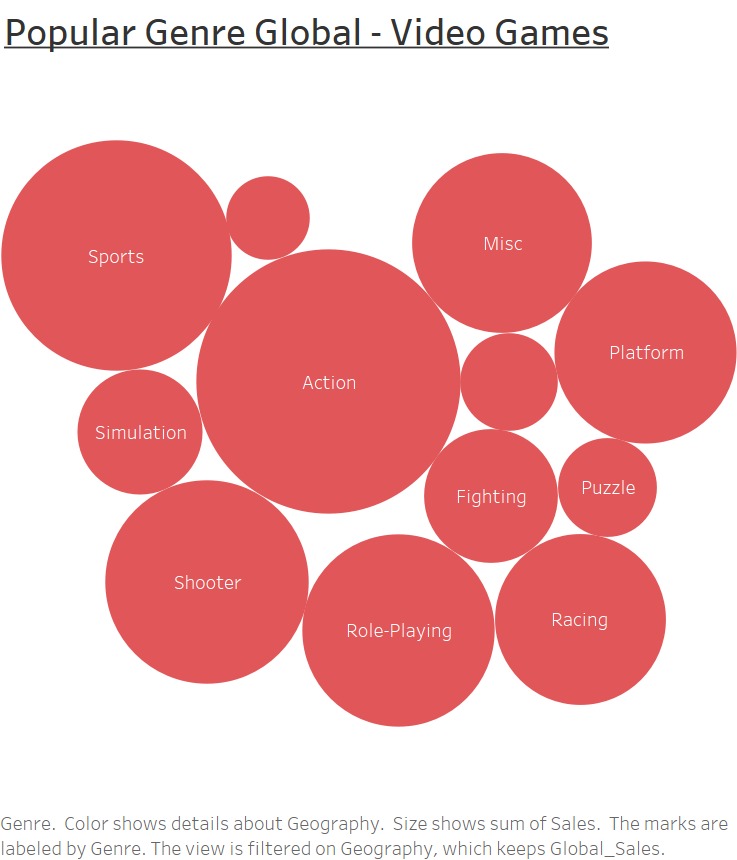 Popular Genre Global - Video Games
Sports
Misc
Platform
Action
Simulation
Puzzle
Fighting
Shooter
Racing
Role-Playing
Genre.  Color shows details about Geography.  Size shows sum of Sales.  The marks are
labeled by Genre. The view is filtered on Geography, which keeps Global_Sales.